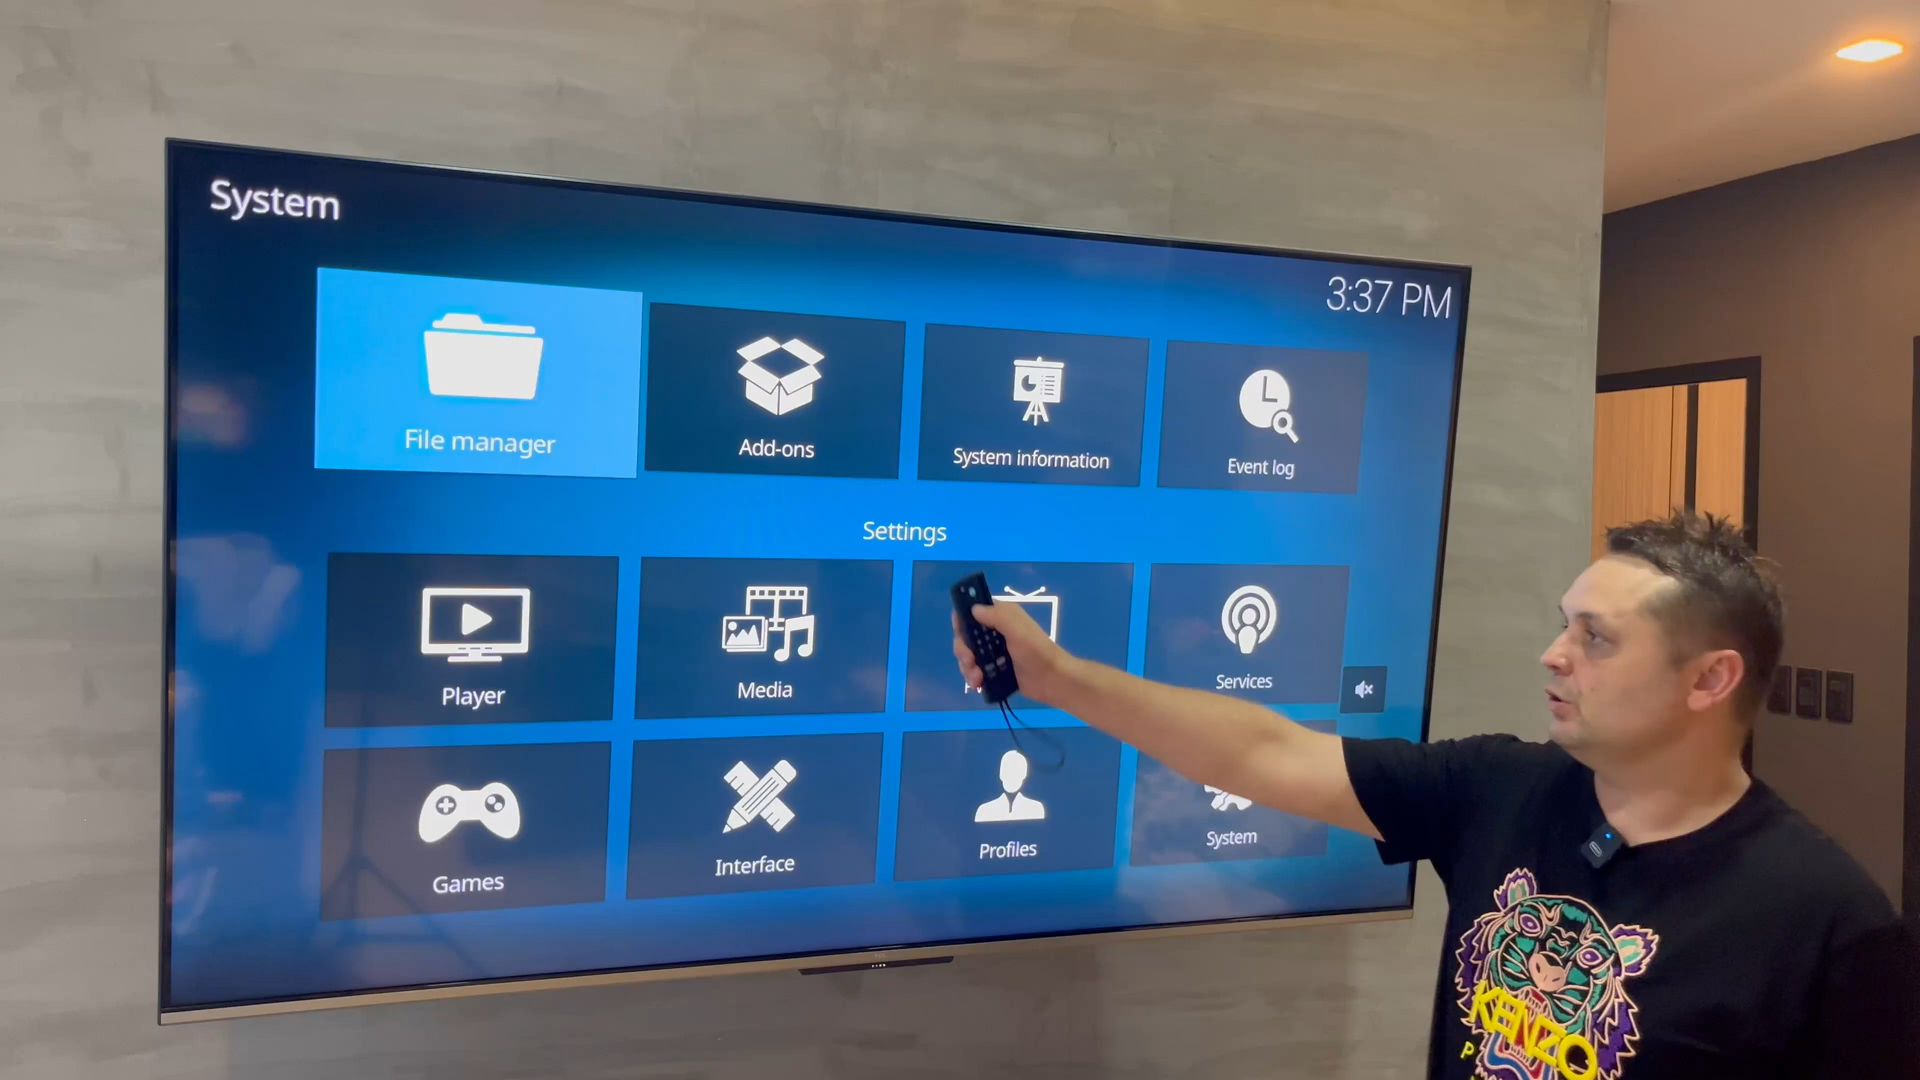 System
3:37 PM
File manager
Add-ons
System information
Event log
Settings
Player
Media
Services
Games
Interface
Profiles
System
KENZO
P